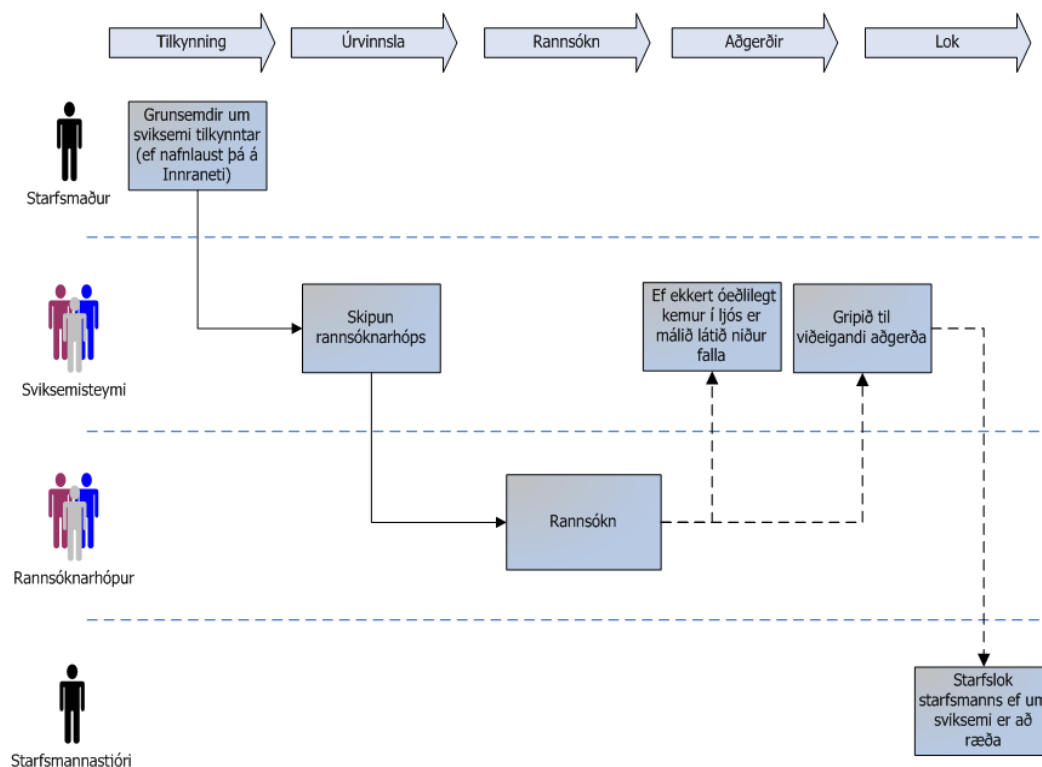 Tilkynning
Úrvinnsla
Rannsókn
Aðgerðir
Lok
Grunsemdir um
sviksemi tilkynntar
(ef nafnlaust þá á
Innraneti)
Starfsmaður
Skipun
rannsóknarhóps
Ef ekkert óeðlilegt
kemur í ljós er
málið látið niður
falla
Gripið til
viðeigandi aðgerða
Sviksemisteymi
Rannsókn
Rannsóknarhópur
Starfslok
starfsmanns ef um
sviksemi er að
ræða
Starfsmannastjóri